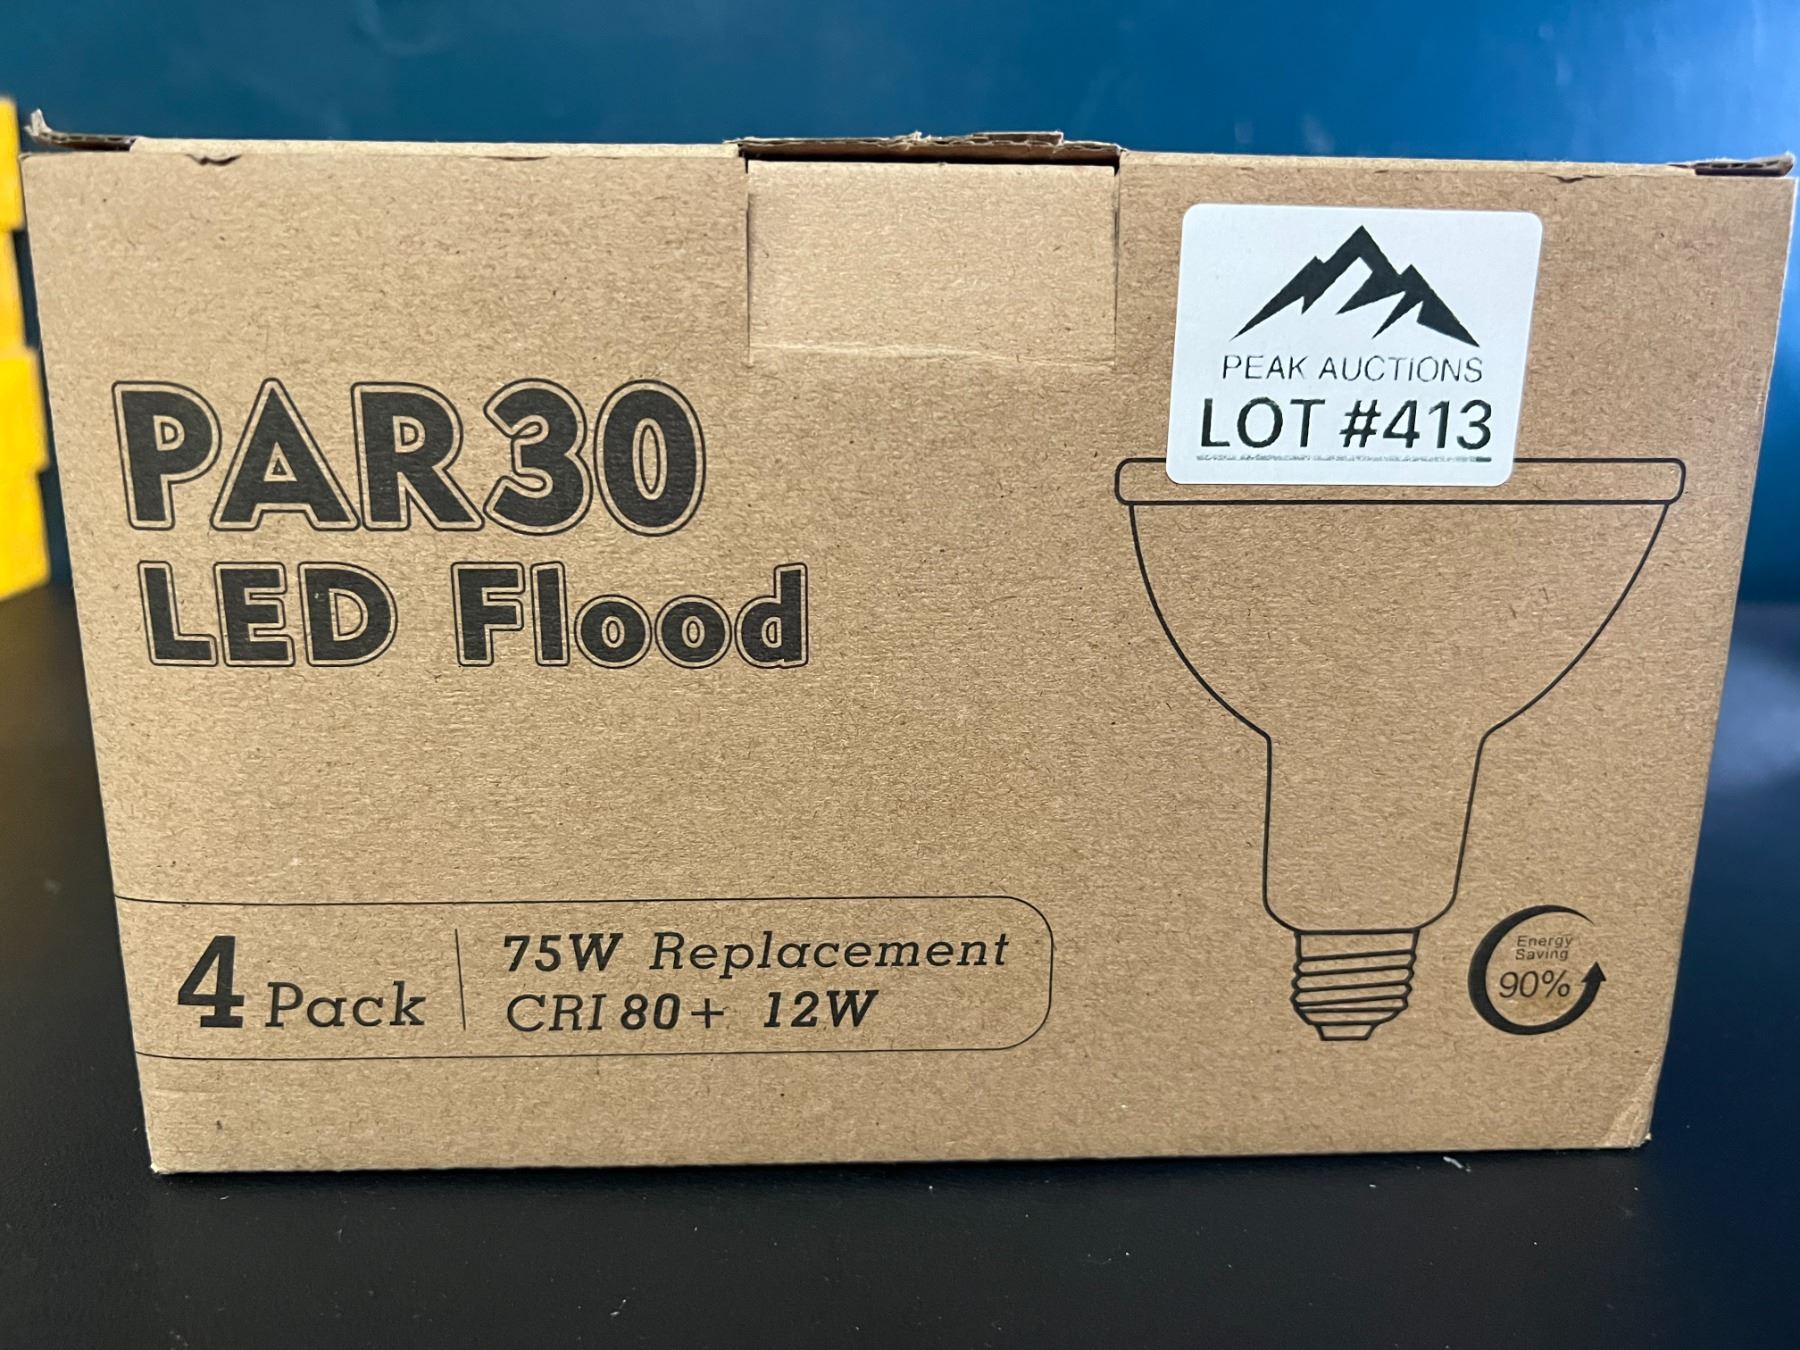 PEAK AUCTIONS
LOT #413
PAR30
LED Flood
4 Pack
75W Replacement
CRI 80+ 12W
Energy
Saving
90%